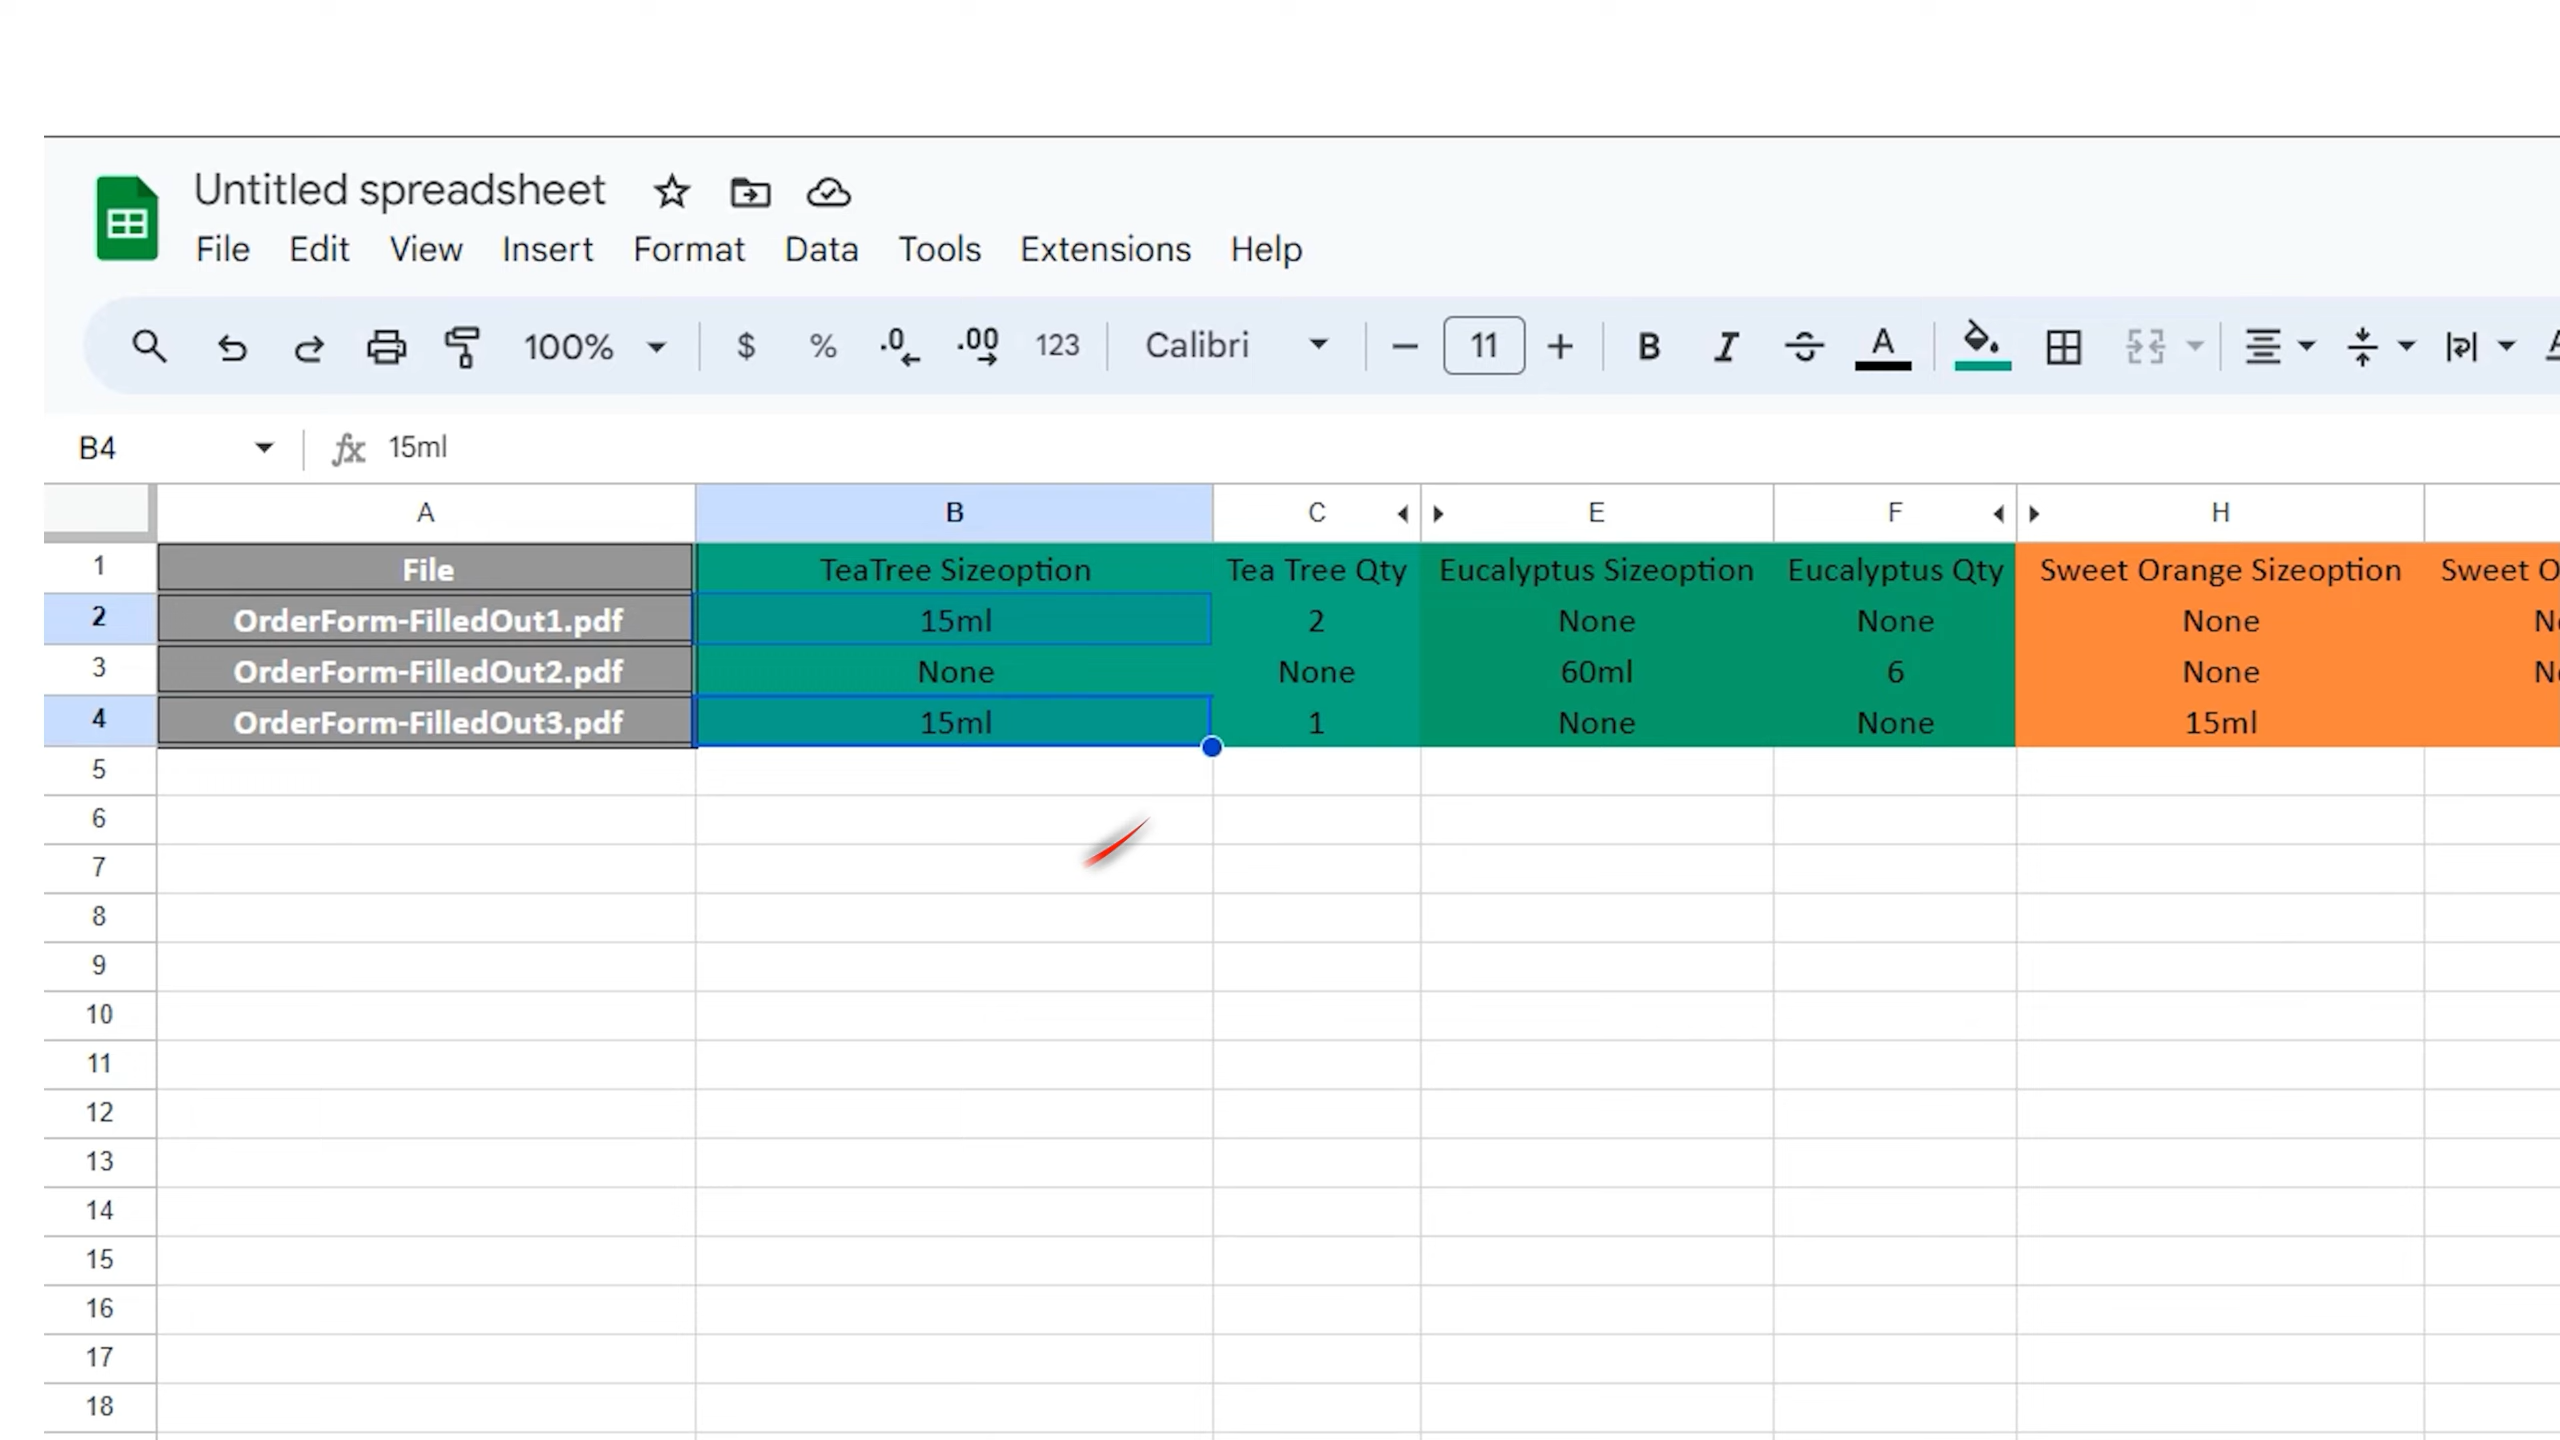 Untitled spreadsheet
File Edit View Insert Format Data Tools Extensions Help
100% $ % .0 .00 123 Calibri 11 B I A
B4 fx 15ml
A B C E F H
1 File TeaTree Sizeoption Tea Tree Qty Eucalyptus Sizeoption Eucalyptus Qty Sweet Orange Sizeoption Sweet O
2 OrderForm-FilledOut1.pdf 15ml 2 None None None
3 OrderForm-FilledOut2.pdf None None 60ml 6 None
4 OrderForm-FilledOut3.pdf 15ml 1 None None 15ml
5
6
7
8
9
10
11
12
13
14
15
16
17
18